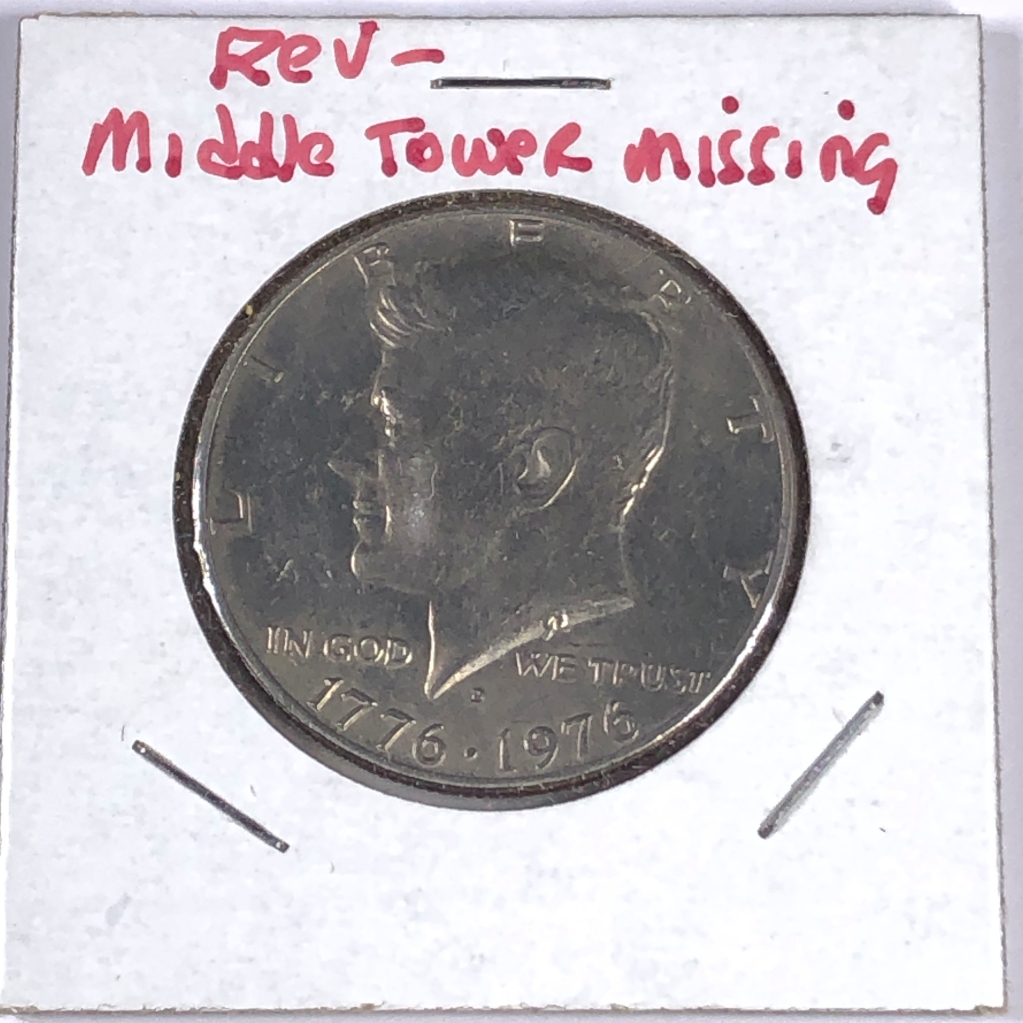 Rev-
Middle Tower missing
LIBERTY
IN GOD WE TRUST
D
1776·1976